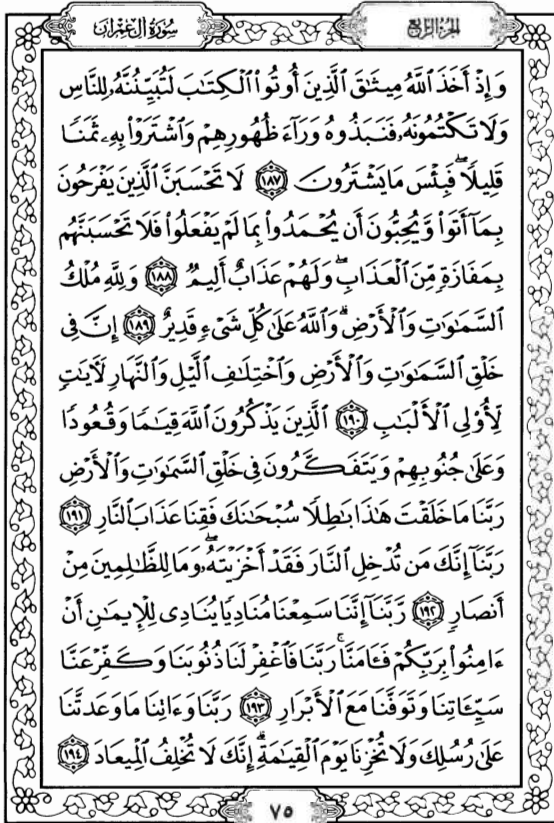 سُورَةُ آلِ عِمْرَانَ
الجُزْءُ الرَّابِعُ
وَإِذْ أَخَذَ ٱللَّهُ مِيثَٰقَ ٱلَّذِينَ أُوتُوا۟ ٱلْكِتَٰبَ لَتُبَيِّنُنَّهُۥ لِلنَّاسِ
وَلَا تَكْتُمُونَهُۥ فَنَبَذُوهُ وَرَآءَ ظُهُورِهِمْ وَٱشْتَرَوْا۟ بِهِۦ ثَمَنًا
قَلِيلًا ۖ فَبِئْسَ مَا يَشْتَرُونَ ١٨٧ لَا تَحْسَبَنَّ ٱلَّذِينَ يَفْرَحُونَ
بِمَآ أَتَوا۟ وَّيُحِبُّونَ أَن يُحْمَدُوا۟ بِمَا لَمْ يَفْعَلُوا۟ فَلَا تَحْسَبَنَّهُم
بِمَفَازَةٍ مِّنَ ٱلْعَذَابِ ۖ وَلَهُمْ عَذَابٌ أَلِيمٌ ١٨٨ وَلِلَّهِ مُلْكُ
ٱلسَّمَٰوَٰتِ وَٱلْأَرْضِ ۗ وَٱللَّهُ عَلَىٰ كُلِّ شَىْءٍ قَدِيرٌ ١٨٩ إِنَّ فِى
خَلْقِ ٱلسَّمَٰوَٰتِ وَٱلْأَرْضِ وَٱخْتِلَٰفِ ٱلَّيْلِ وَٱلنَّهَارِ لَـَٔايَٰتٍ
لِّأُو۟لِى ٱلْأَلْبَٰبِ ١٩٠ ٱلَّذِينَ يَذْكُرُونَ ٱللَّهَ قِيَٰمًا وَقُعُودًا
وَعَلَىٰ جُنُوبِهِمْ وَيَتَفَكَّرُونَ فِى خَلْقِ ٱلسَّمَٰوَٰتِ وَٱلْأَرْضِ
رَبَّنَا مَا خَلَقْتَ هَٰذَا بَٰطِلًا سُبْحَٰنَكَ فَقِنَا عَذَابَ ٱلنَّارِ ١٩١
رَبَّنَآ إِنَّكَ مَن تُدْخِلِ ٱلنَّارَ فَقَدْ أَخْزَيْتَهُۥ ۖ وَمَا لِلظَّٰلِمِينَ مِنْ
أَنصَارٍ ١٩٢ رَّبَّنَآ إِنَّنَا سَمِعْنَا مُنَادِيًا يُنَادِى لِلْإِيمَٰنِ أَنْ
ءَامِنُوا۟ بِرَبِّكُمْ فَـَٔامَنَّا ۚ رَبَّنَا فَٱغْفِرْ لَنَا ذُنُوبَنَا وَكَفِّرْ عَنَّا
سَيِّـَٔاتِنَا وَتَوَفَّنَا مَعَ ٱلْأَبْرَارِ ١٩٣ رَبَّنَا وَءَاتِنَا مَا وَعَدتَّنَا
عَلَىٰ رُسُلِكَ وَلَا تُخْزِنَا يَوْمَ ٱلْقِيَٰمَةِ ۗ إِنَّكَ لَا تُخْلِفُ ٱلْمِيعَادَ ١٩٤
٧٥